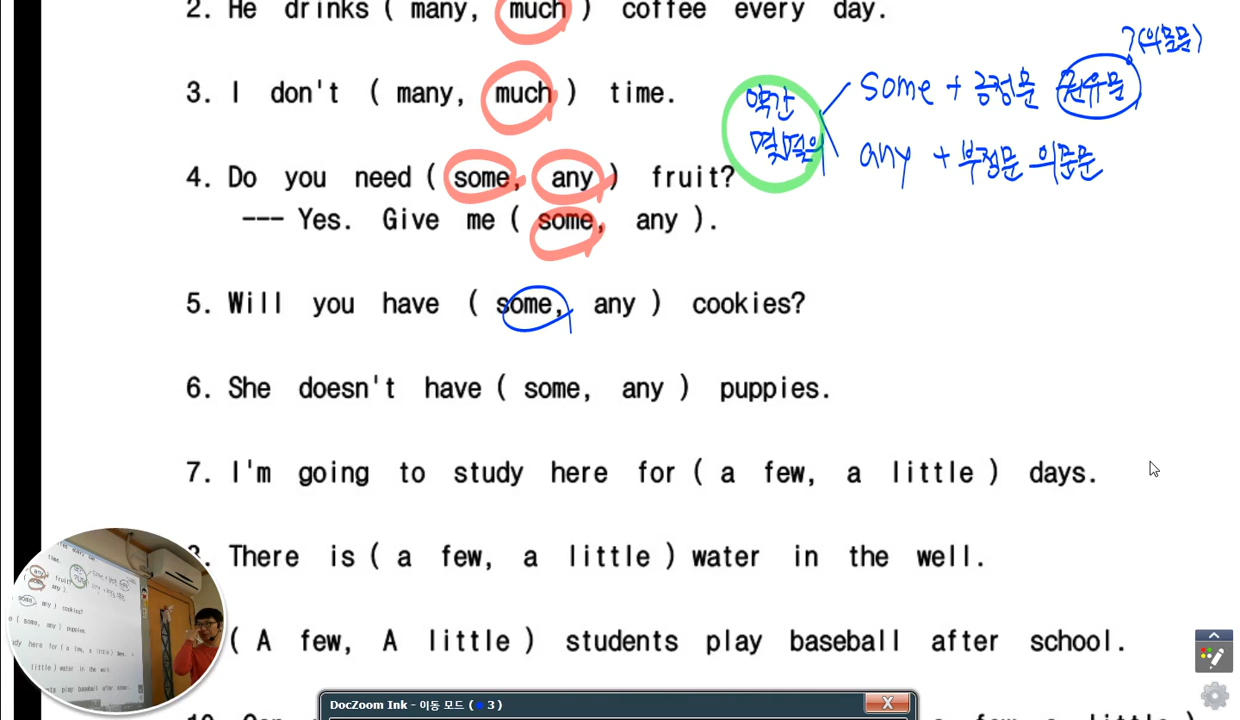 2. He drinks ( many, much ) coffee every day.
?(의문문)
3. I don't ( many, much ) time.
약간
몇몇의
some +긍정문 권유문
any + 부정문 의문문
4. Do you need ( some, any ) fruit?
--- Yes. Give me ( some, any ).
5. Will you have ( some, any ) cookies?
6. She doesn't have ( some, any ) puppies.
7. I'm going to study here for ( a few, a little ) days.
There is ( a few, a little ) water in the well.
( A few, A little ) students play baseball after school.
DocZoom Ink - 이동 모드 ( 3 )
a few a little )